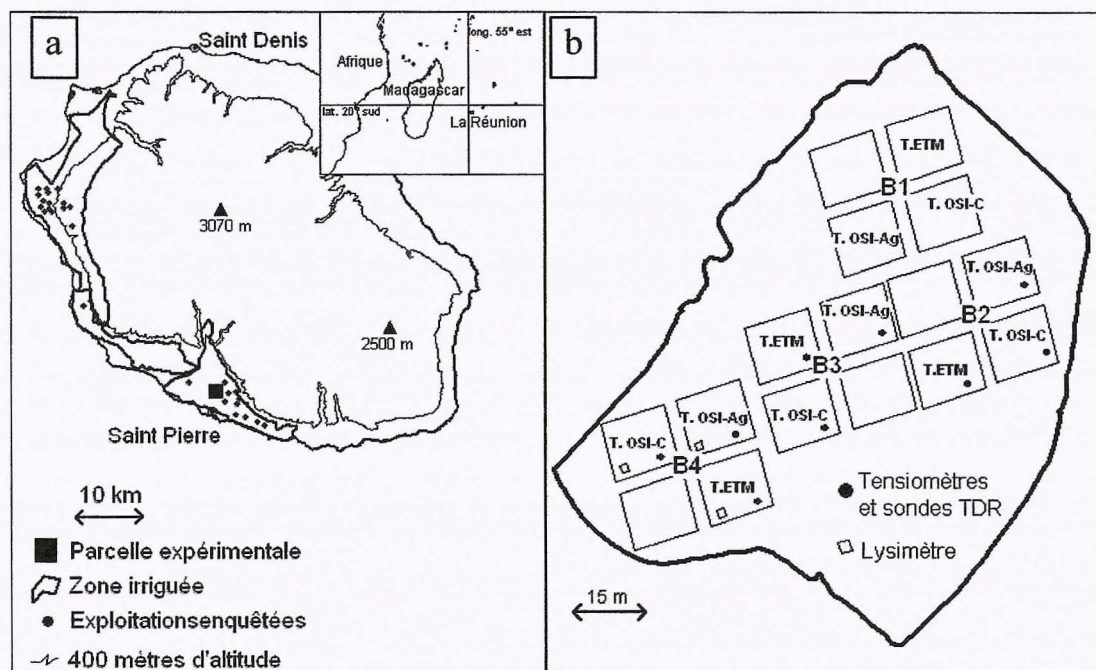 a
Saint Denis
Afrique
long. 55° est
Madagascar
lat. 20° sud
La Réunion
3070 m
2500 m
Saint Pierre
10 km
Parcelle expérimentale
Zone irriguée
Exploitationsenquêtées
400 mètres d'altitude
b
T.ETM
B1
T. OSI-C
T. OSI-Ag
T. OSI-Ag
T. OSI-Ag
B2
T.ETM
T. OSI-C
B3
T.ETM
T. OSI-Ag
T. OSI-C
T. OSI-C
B4
T.ETM
Tensiomètres
et sondes TDR
Lysimètre
15 m